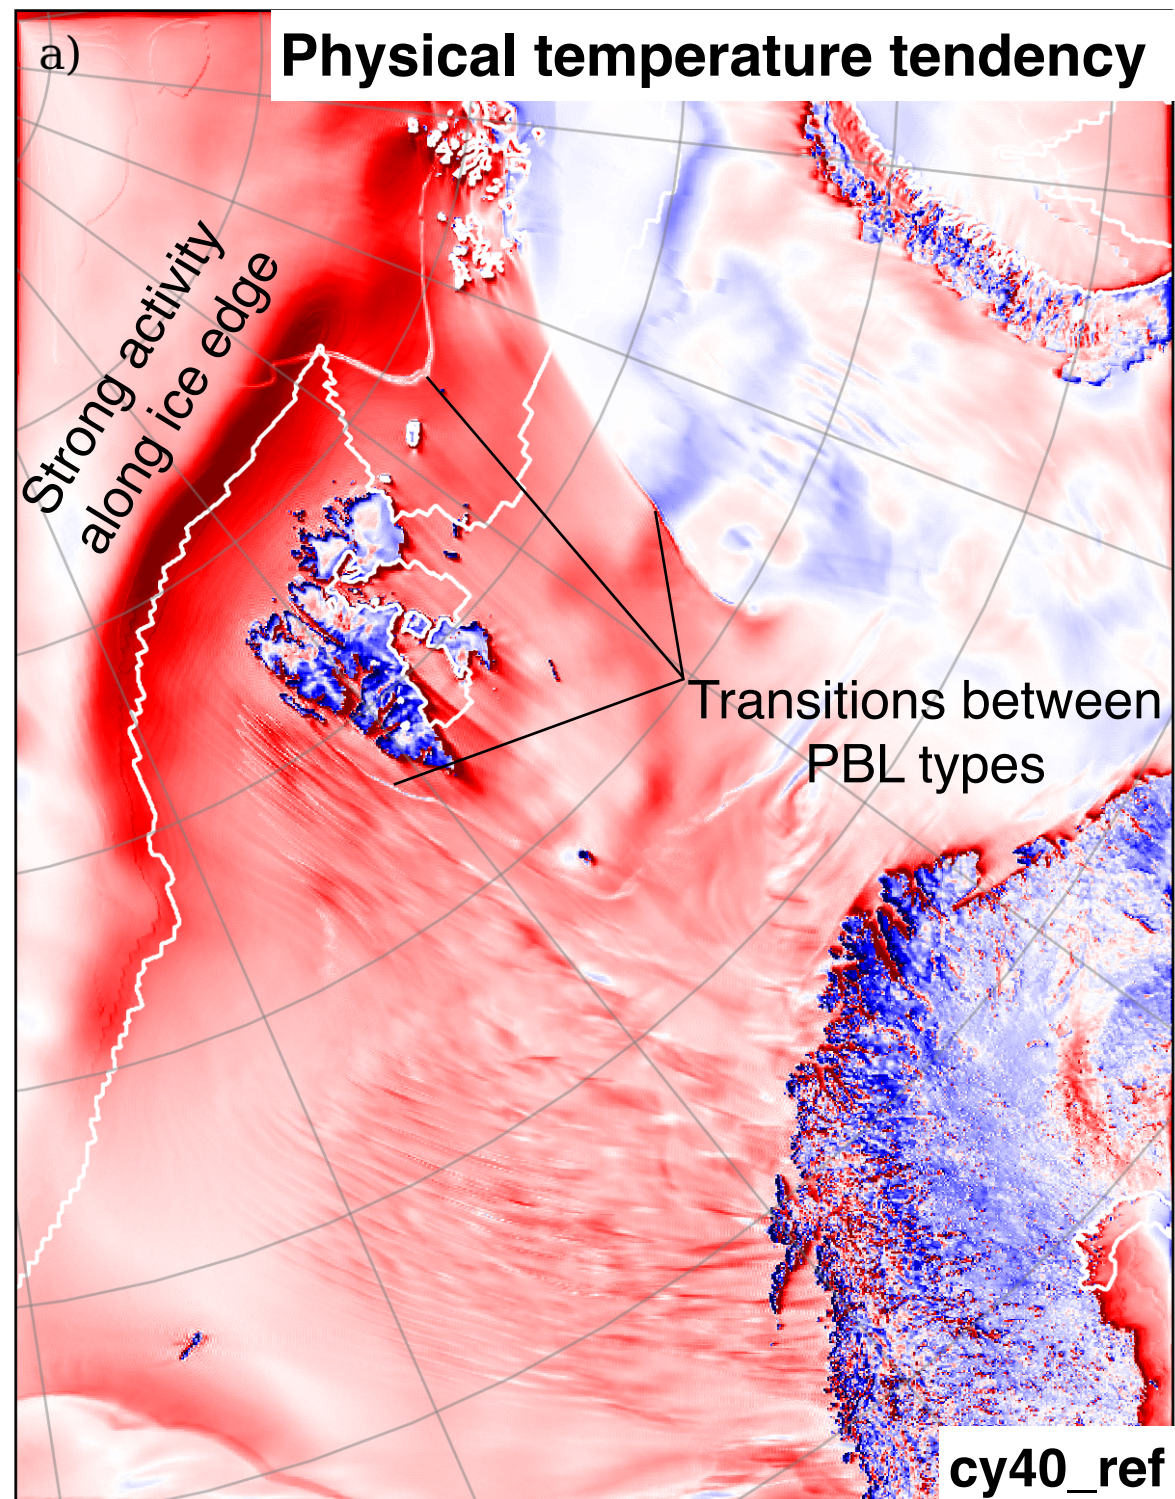 a)
Physical temperature tendency
Strong activity
along ice edge
Transitions between
PBL types
cy40_ref